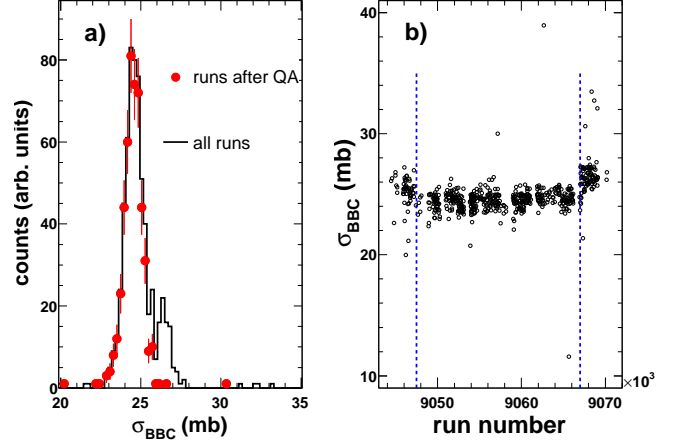 a)
runs after QA
all runs
counts (arb. units)
0
20
40
60
80
20
25
30
35
σBBC (mb)
b)
σBBC (mb)
10
20
30
40
9050
9060
9070
×10³
run number